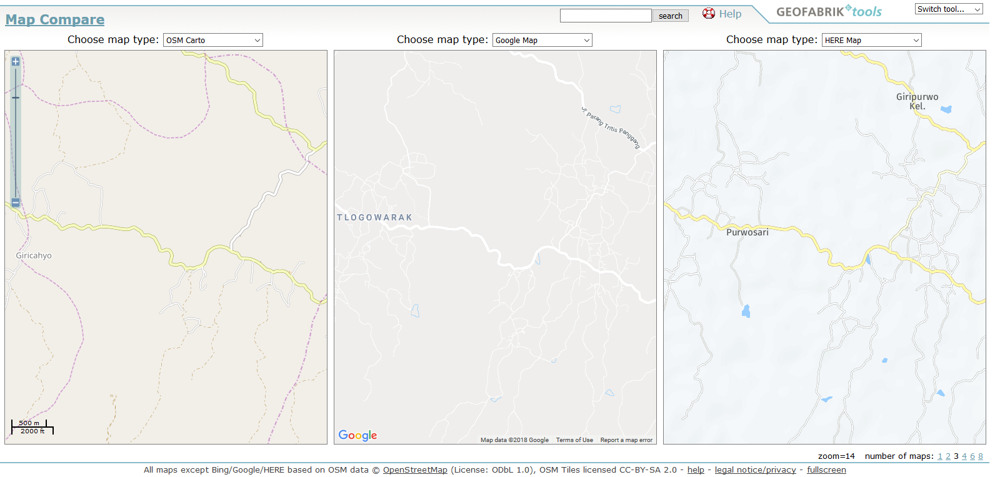 Map Compare
search
Help
GEOFABRIK tools
Switch tool...
Choose map type: OSM Carto
Choose map type: Google Map
Choose map type: HERE Map
Giricahyo
500 m
2000 ft
Jl. Parang Tritis Panggang
TLOGOWARAK
Google
Map data ©2018 Google Terms of Use Report a map error
Giripurwo
Kel.
Purwosari
zoom=14 number of maps: 1 2 3 4 6 8
All maps except Bing/Google/HERE based on OSM data © OpenStreetMap (License: ODbL 1.0), OSM Tiles licensed CC-BY-SA 2.0 - help - legal notice/privacy - fullscreen